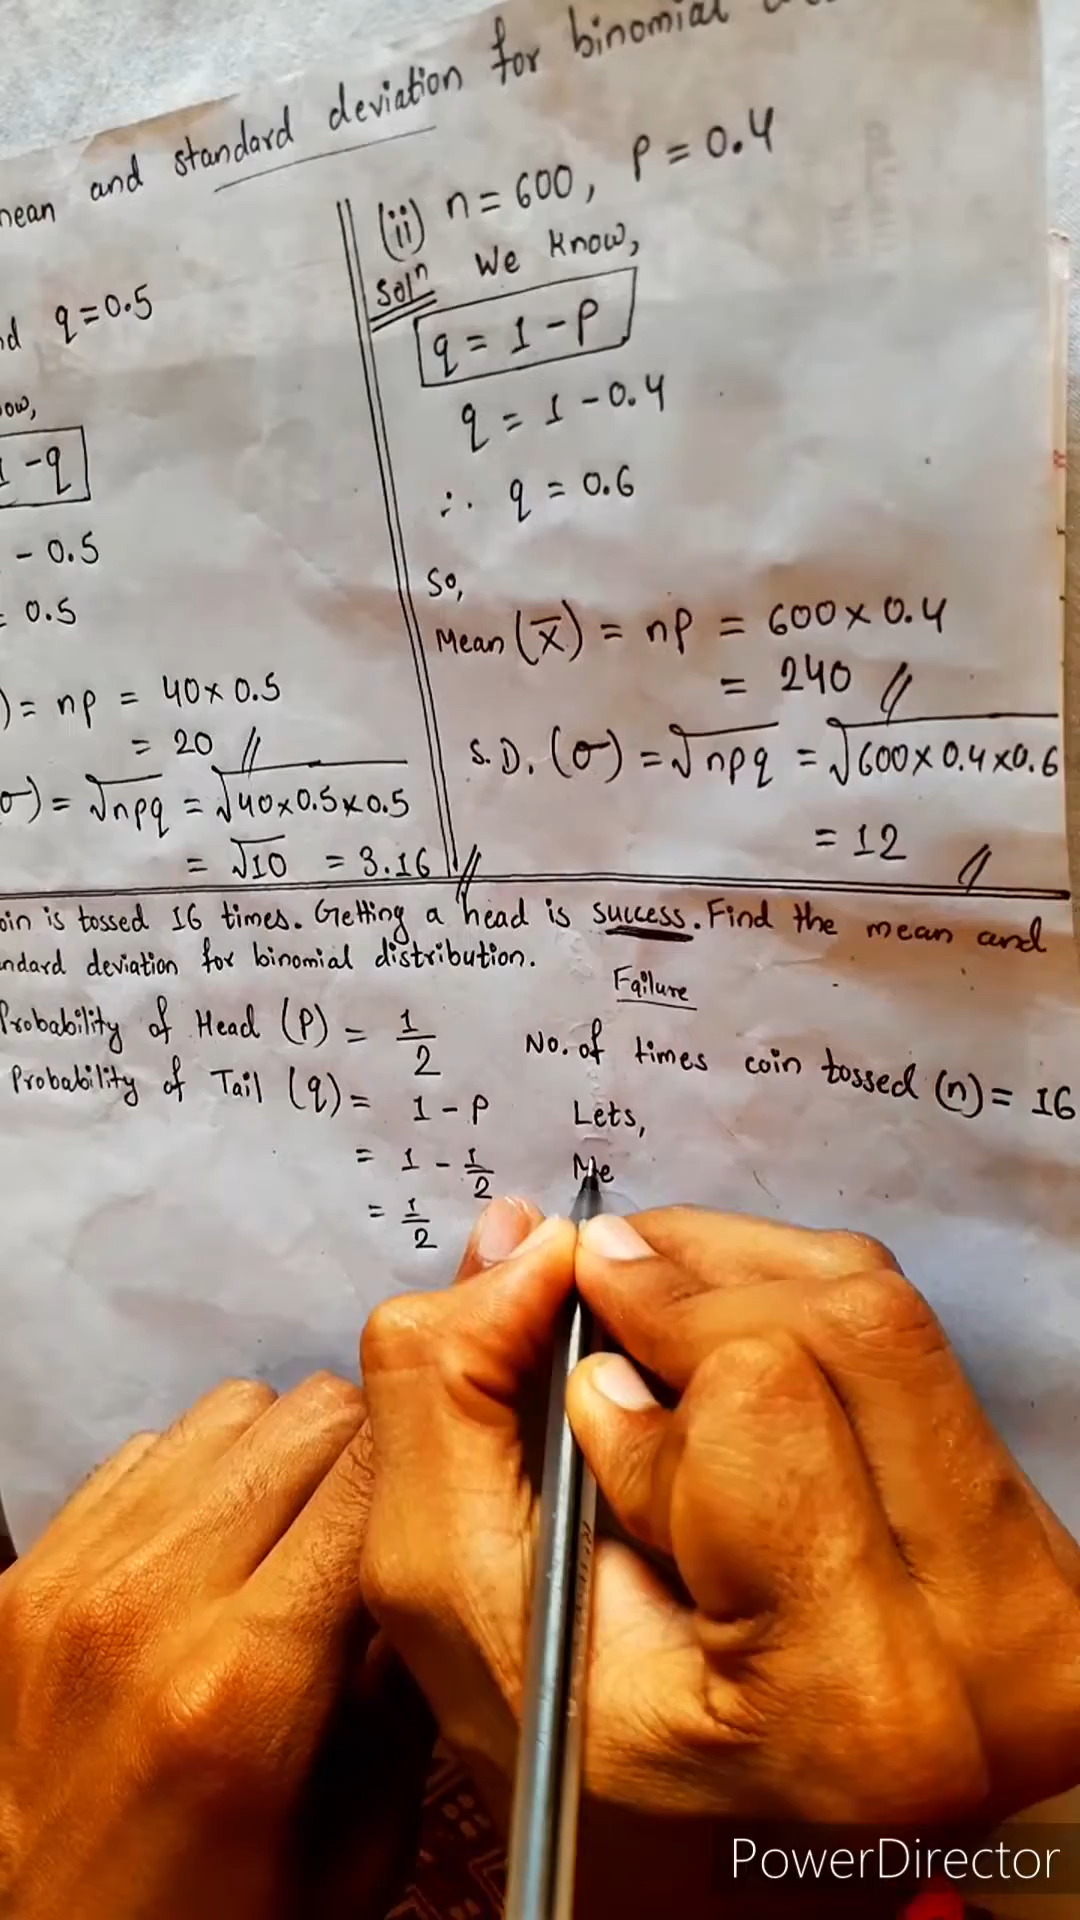 mean and standard deviation for binomial
q = 0.5
1 - q
- 0.5
= 0.5
) = np = 40 × 0.5
= 20 //
σ) = √npq = √40×0.5×0.5
= √10 = 3.16 //
(ii) n = 600, P = 0.4
Solⁿ We know,
q = 1 - P
q = 1 - 0.4
∴ q = 0.6
So,
Mean (x̄) = np = 600 × 0.4
= 240 //
S.D. (σ) = √npq = √600×0.4×0.6
= 12 //
oin is tossed 16 times. Getting a head is success. Find the mean and
ndard deviation for binomial distribution.
Failure
Probability of Head (P) = 1/2
Probability of Tail (q) = 1 - P
= 1 - 1/2
= 1/2
No. of times coin tossed (n) = 16
Lets,
Me
PowerDirector